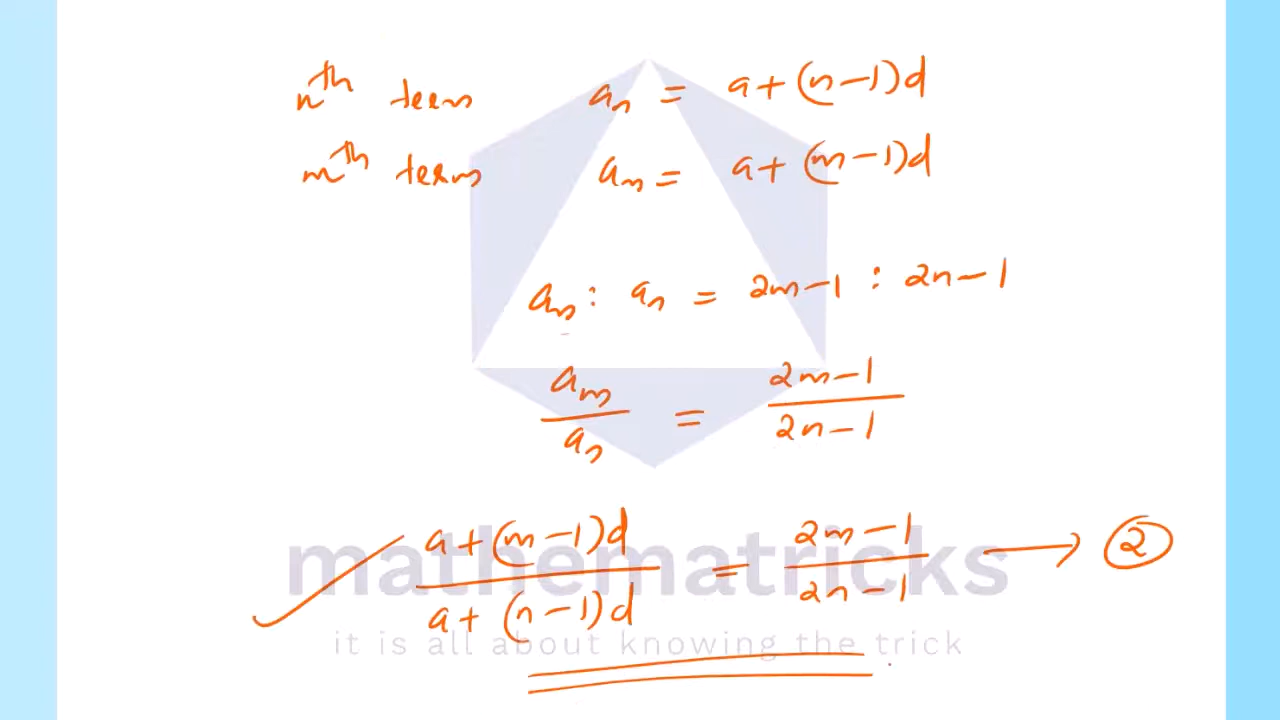 nth term aₙ = a+(n-1)d
mth term aₘ = a+(m-1)d
aₘ : aₙ = 2m-1 : 2n-1
aₘ/aₙ = (2m-1)/(2n-1)
(a+(m-1)d)/(a+(n-1)d) = (2m-1)/(2n-1) → ②
mathematricks
it is all about knowing the trick